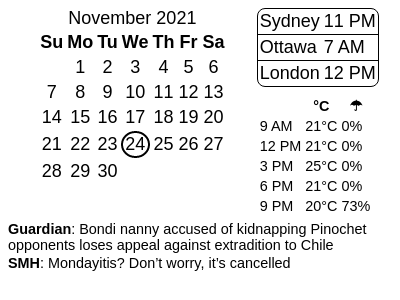 November 2021
Su Mo Tu We Th Fr Sa
1 2 3 4 5 6
7 8 9 10 11 12 13
14 15 16 17 18 19 20
21 22 23 24 25 26 27
28 29 30
Sydney 11 PM
Ottawa 7 AM
London 12 PM
°C ☂
9 AM 21°C 0%
12 PM 21°C 0%
3 PM 25°C 0%
6 PM 21°C 0%
9 PM 20°C 73%
Guardian: Bondi nanny accused of kidnapping Pinochet
opponents loses appeal against extradition to Chile
SMH: Mondayitis? Don’t worry, it’s cancelled